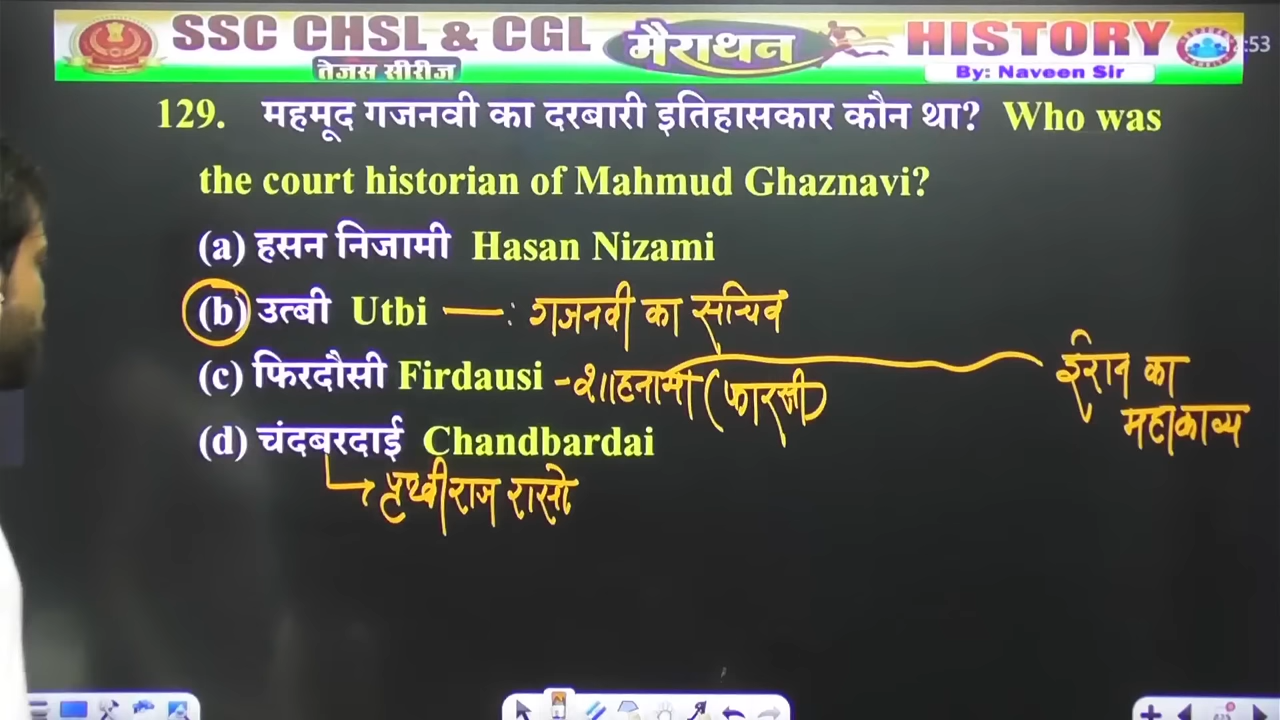 SSC CHSL & CGL मैराथन HISTORY
:53
तेजस सीरीज By: Naveen Sir
129. महमूद गजनवी का दरबारी इतिहासकार कौन था? Who was
the court historian of Mahmud Ghaznavi?
(a) हसन निजामी Hasan Nizami
(b) उत्बी Utbi — : गजनवी का सचिव
(c) फिरदौसी Firdausi - शाहनामा (फारसी)
ईरान का
महाकाव्य
(d) चंदबरदाई Chandbardai
पृथ्वीराज रासो